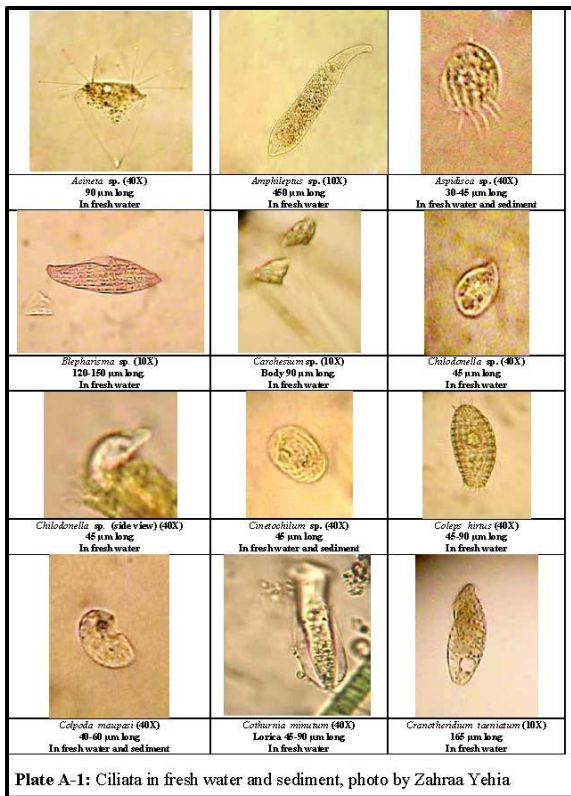 Acineta sp. (40X)
90 µm long
In fresh water
Amphileptus sp. (10X)
450 µm long
In fresh water
Aspidisca sp. (40X)
30-45 µm long
In fresh water and sediment
Blepharisma sp. (10X)
120-150 µm long
In fresh water
Carchesium sp. (10X)
Body 90 µm long
In fresh water
Chilodonella sp. (40X)
45 µm long
In fresh water
Chilodonella sp. (side view) (40X)
45 µm long
In fresh water
Cinetochilum sp. (40X)
45 µm long
In fresh water and sediment
Coleps hirtus (40X)
45-90 µm long
In fresh water
Colpoda maupasi (40X)
40-60 µm long
In fresh water and sediment
Cothurnia minutum (40X)
Lorica 45-90 µm long
In fresh water
Cranotheridium taeniatum (10X)
165 µm long
In fresh water
Plate A-1: Ciliata in fresh water and sediment, photo by Zahraa Yehia